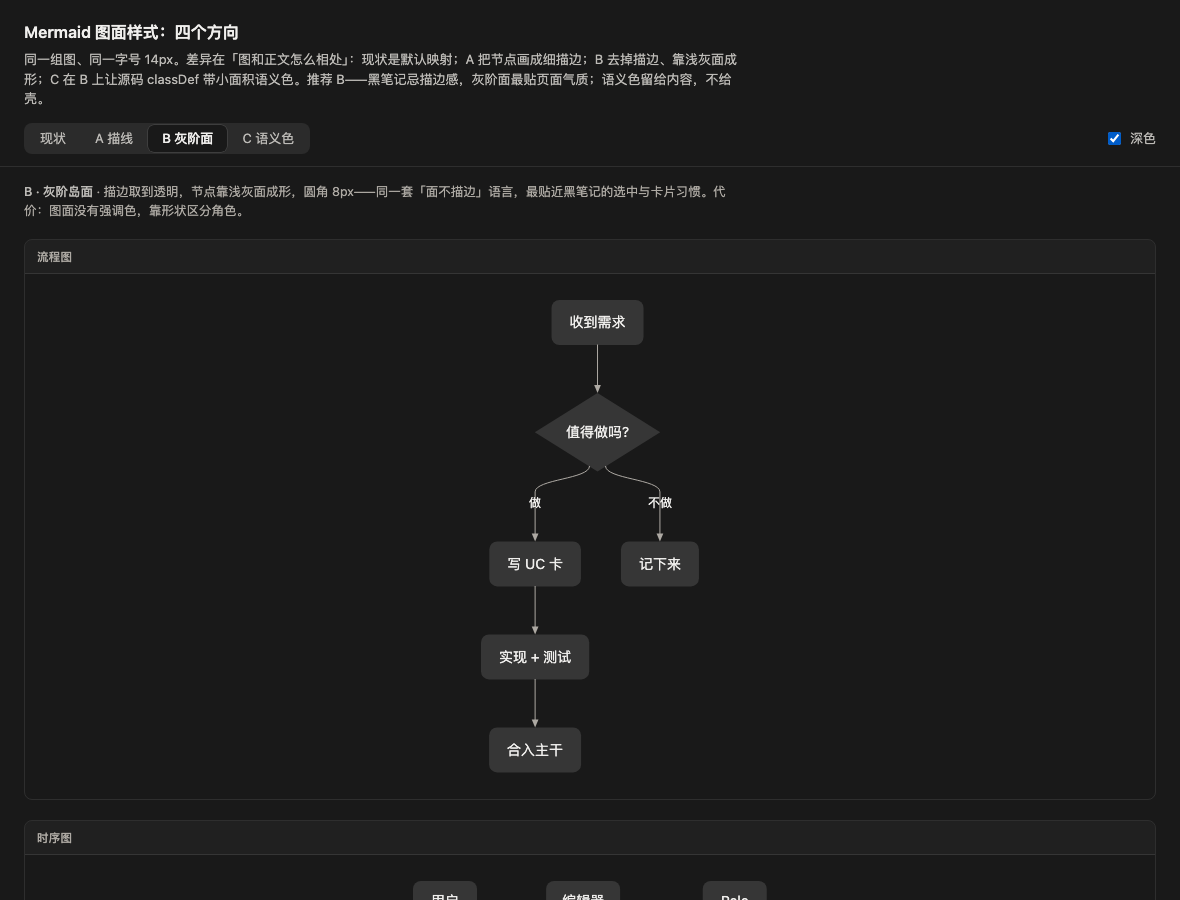 Mermaid 图面样式：四个方向
同一组图、同一字号 14px。差异在「图和正文怎么相处」：现状是默认映射；A 把节点画成细描边；B 去掉描边、靠浅灰面成
形；C 在 B 上让源码 classDef 带小面积语义色。推荐 B——黑笔记忌描边感，灰阶面最贴页面气质；语义色留给内容，不给
壳。
现状 A 描线 B 灰阶面 C 语义色
深色
B · 灰阶岛面 · 描边取到透明，节点靠浅灰面成形，圆角 8px——同一套「面不描边」语言，最贴近黑笔记的选中与卡片习惯。代
价：图面没有强调色，靠形状区分角色。
流程图
收到需求
值得做吗?
做 不做
写 UC 卡 记下来
实现 + 测试
合入主干
时序图
用户 编辑器